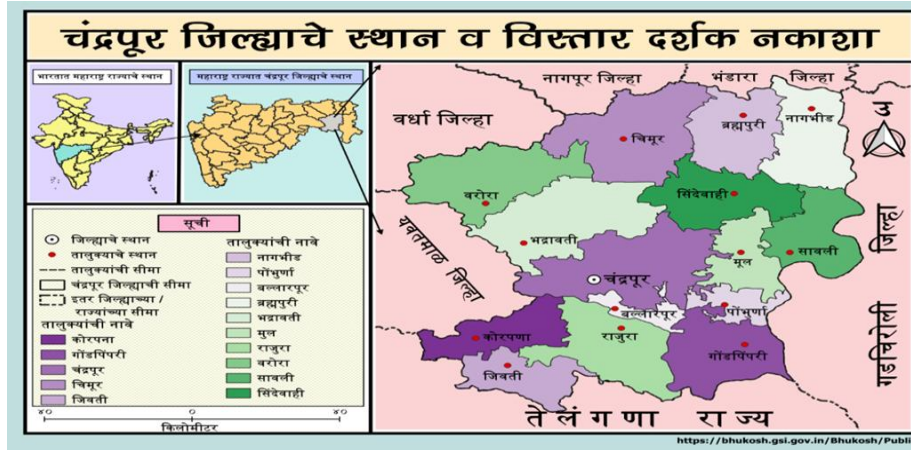 चंद्रपूर जिल्ह्याचे स्थान व विस्तार दर्शक नकाशा
भारतात महाराष्ट्र राज्याचे स्थान
महाराष्ट्र राज्यात चंद्रपूर जिल्ह्याचे स्थान
नागपूर जिल्हा
भंडारा जिल्हा
वर्धा जिल्हा
नागभीड
ब्रह्मपुरी
चिमूर
उ
वरोरा
सिंदेवाही
भद्रावती
मूल
सावली
यवतमाळ जिल्हा
गडचिरोली जिल्हा
चंद्रपूर
बल्लारपूर
पोंभुर्णा
कोरपणा
राजुरा
गोंडपिंपरी
जिवती
तेलंगणा राज्य
सूची
जिल्ह्याचे स्थान
तालुक्याचे स्थान
तालुक्यांची सीमा
चंद्रपूर जिल्ह्याची सीमा
इतर जिल्ह्याच्या /
राज्यांच्या सीमा
तालुक्यांची नावे
कोरपना
गोंडपिंपरी
चंद्रपूर
चिमूर
जिवती
तालुक्यांची नावे
नागभीड
पोंभुर्णा
बल्लारपूर
ब्रह्मपूरी
भद्रावती
मुल
राजुरा
वरोरा
सावली
सिंदेवाही
४० ० ४०
किलोमीटर
https://bhukosh.gsi.gov.in/Bhukosh/Publi